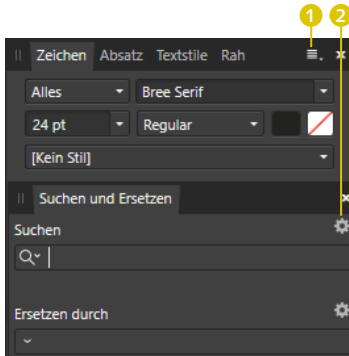 1 2
Zeichen Absatz Textstile Rah
Alles Bree Serif
24 pt Regular
[Kein Stil]
Suchen und Ersetzen
Suchen
Ersetzen durch